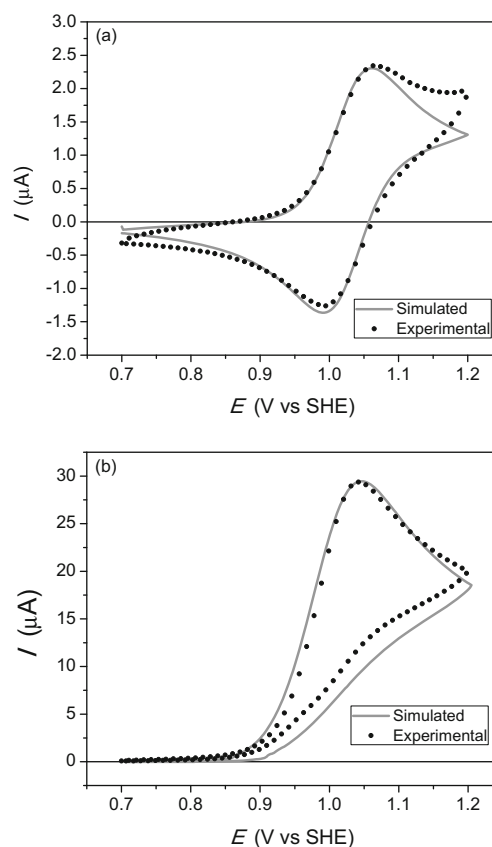 (a)
3.0
2.5
2.0
1.5
1.0
0.5
0.0
-0.5
-1.0
-1.5
-2.0
I (μA)
Simulated
Experimental
0.7 0.8 0.9 1.0 1.1 1.2
E (V vs SHE)
(b)
30
25
20
15
10
5
0
I (μA)
Simulated
Experimental
0.7 0.8 0.9 1.0 1.1 1.2
E (V vs SHE)